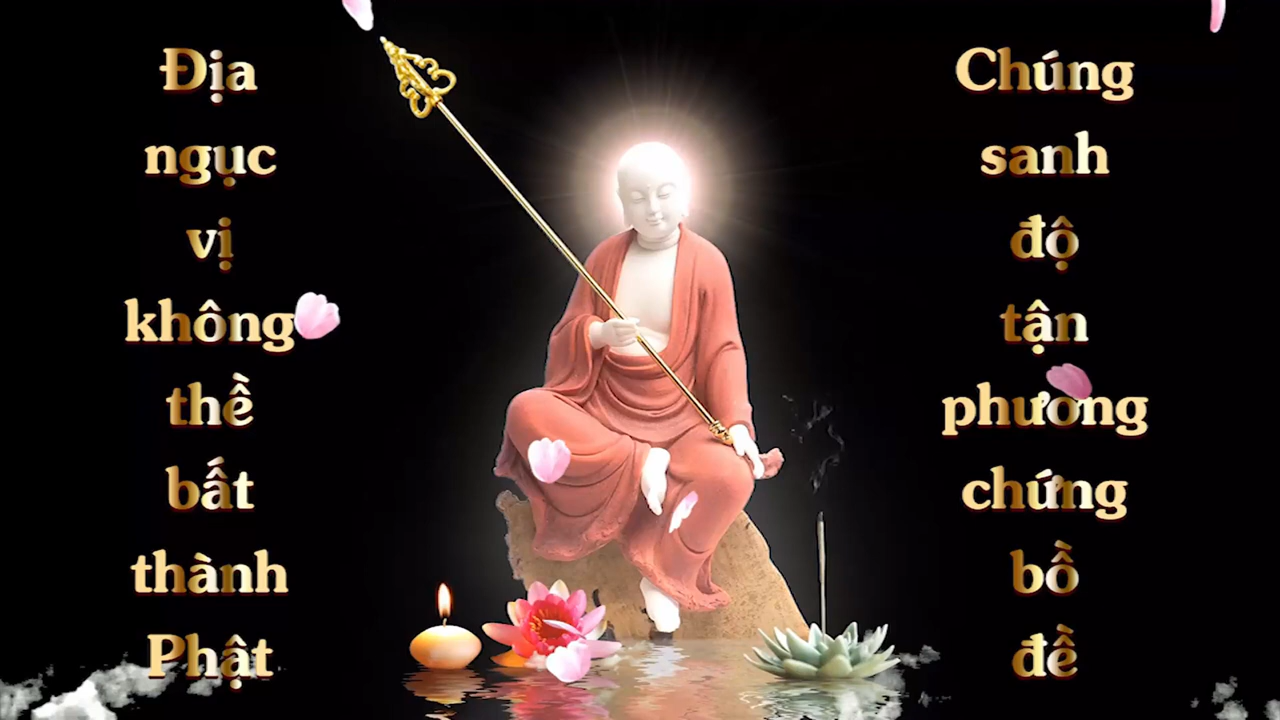 Địa
ngục
vị
không
thề
bất
thành
Phật
Chúng
sanh
độ
tận
phương
chứng
bồ
đề